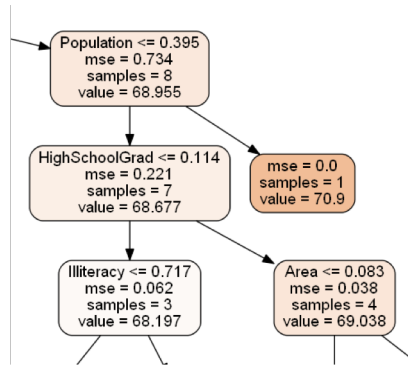 Population <= 0.395
mse = 0.734
samples = 8
value = 68.955
HighSchoolGrad <= 0.114
mse = 0.221
samples = 7
value = 68.677
mse = 0.0
samples = 1
value = 70.9
Illiteracy <= 0.717
mse = 0.062
samples = 3
value = 68.197
Area <= 0.083
mse = 0.038
samples = 4
value = 69.038